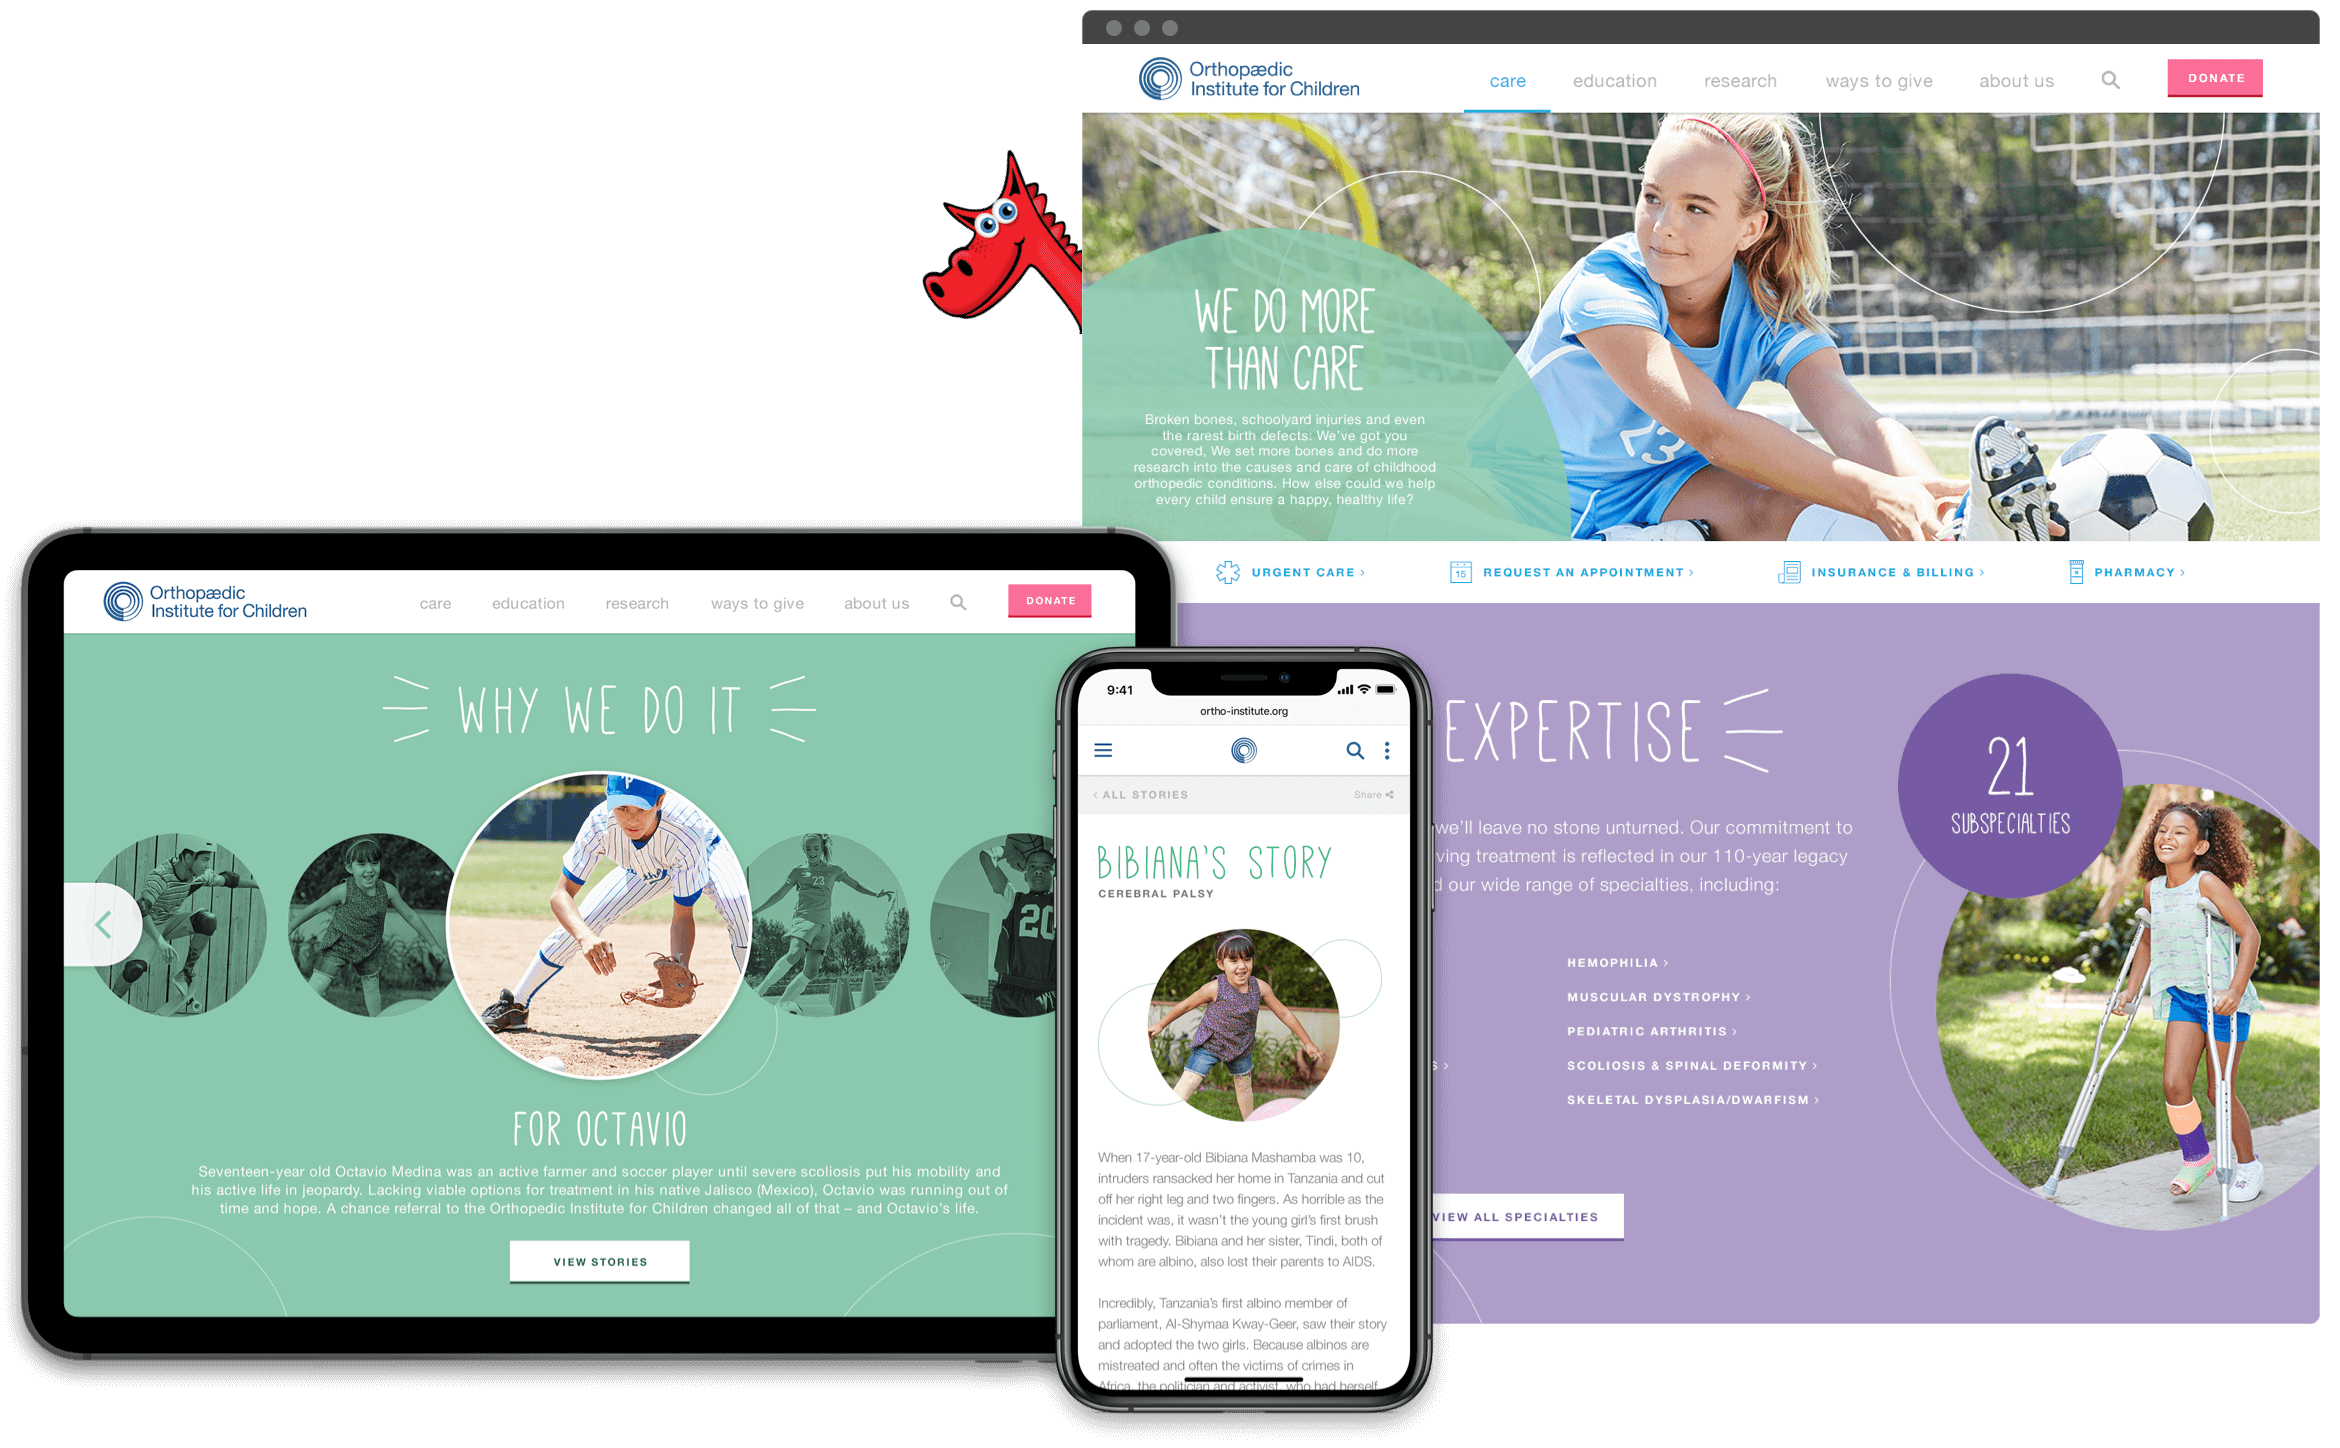 Orthopædic
Institute for Children
care
education
research
ways to give
about us
DONATE
WE DO MORE
THAN CARE
Broken bones, schoolyard injuries and even
the rarest birth defects: We've got you
covered, We set more bones and do more
research into the causes and care of childhood
orthopedic conditions. How else could we help
every child ensure a happy, healthy life?
23
URGENT CARE >
15
REQUEST AN APPOINTMENT >
INSURANCE & BILLING >
PHARMACY >
EXPERTISE
21
SUBSPECIALTIES
we'll leave no stone unturned. Our commitment to
ving treatment is reflected in our 110-year legacy
d our wide range of specialties, including:
HEMOPHILIA >
MUSCULAR DYSTROPHY >
PEDIATRIC ARTHRITIS >
S >
SCOLIOSIS & SPINAL DEFORMITY >
SKELETAL DYSPLASIA/DWARFISM >
VIEW ALL SPECIALTIES
Orthopædic
Institute for Children
care
education
research
ways to give
about us
DONATE
WHY WE DO IT
P
the
23
20
FOR OCTAVIO
Seventeen-year old Octavio Medina was an active farmer and soccer player until severe scoliosis put his mobility and
his active life in jeopardy. Lacking viable options for treatment in his native Jalisco (Mexico), Octavio was running out of
time and hope. A chance referral to the Orthopedic Institute for Children changed all of that – and Octavio's life.
VIEW STORIES
9:41
ortho-institute.org
< ALL STORIES
Share
BIBIANA'S STORY
CEREBRAL PALSY
When 17-year-old Bibiana Mashamba was 10,
intruders ransacked her home in Tanzania and cut
off her right leg and two fingers. As horrible as the
incident was, it wasn't the young girl's first brush
with tragedy. Bibiana and her sister, Tindi, both of
whom are albino, also lost their parents to AIDS.
Incredibly, Tanzania's first albino member of
parliament, Al-Shymaa Kway-Geer, saw their story
and adopted the two girls. Because albinos are
mistreated and often the victims of crimes in
Africa, the politician and activist, who had herself